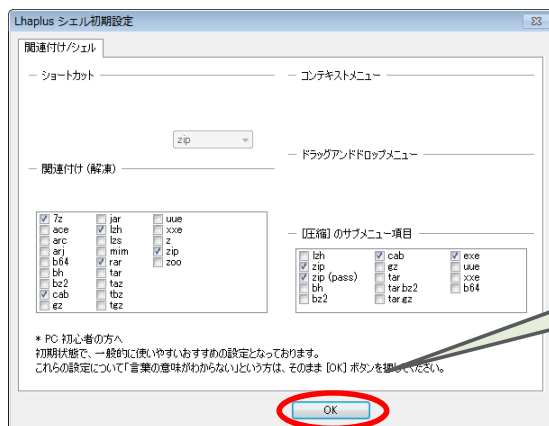 Lhaplus シェル初期設定
関連付け/シェル
ショートカット
zip
関連付け (解凍)
7z jar uue
ace lzh xxe
arc lzs z
arj mim zip
b64 rar zoo
bh tar
bz2 taz
cab tbz
gz tgz
コンテキストメニュー
ドラッグアンドドロップメニュー
[圧縮] のサブメニュー項目
lzh cab exe
zip gz uue
zip (pass) tar xxe
bh tar.bz2 b64
bz2 tar.gz
* PC 初心者の方へ
初期状態で、一般的に使いやすいおすすめの設定となっております。
これらの設定について「言葉の意味がわからない」という方は、そのまま [OK] ボタンを押してください。
OK